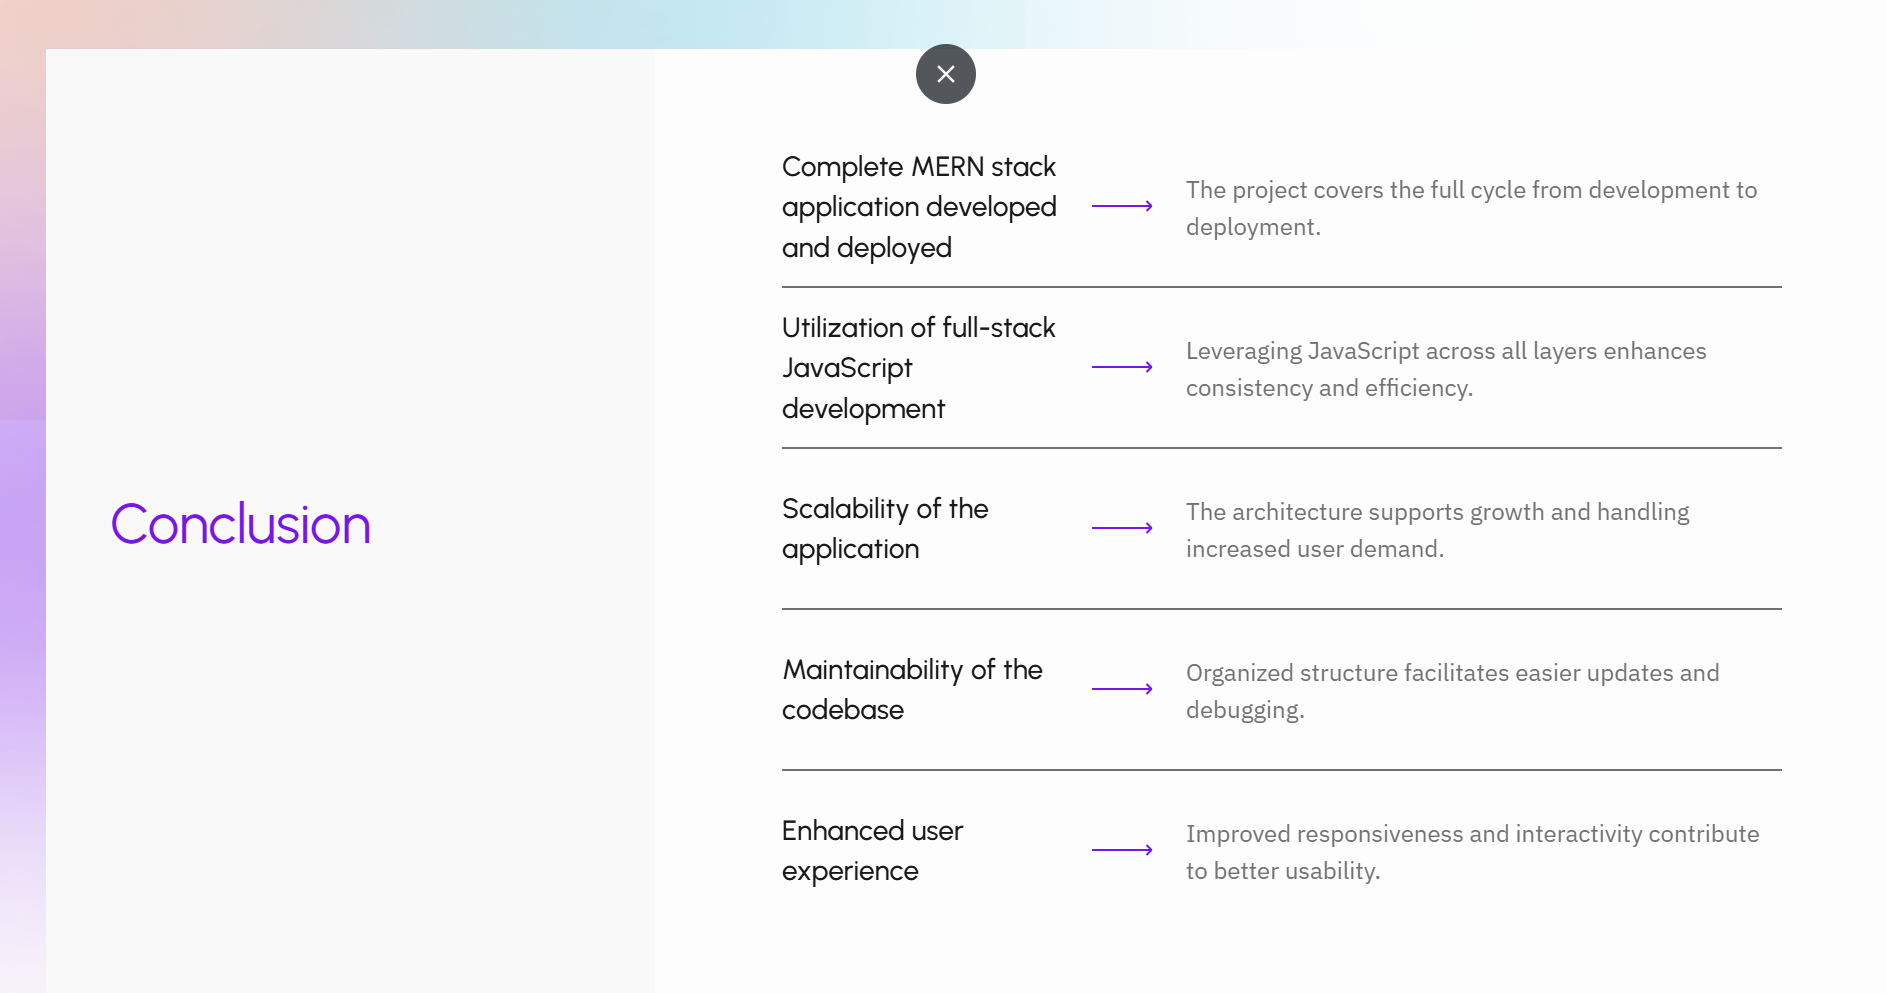 Conclusion
Complete MERN stack
application developed
and deployed
The project covers the full cycle from development to
deployment.
Utilization of full-stack
JavaScript
development
Leveraging JavaScript across all layers enhances
consistency and efficiency.
Scalability of the
application
The architecture supports growth and handling
increased user demand.
Maintainability of the
codebase
Organized structure facilitates easier updates and
debugging.
Enhanced user
experience
Improved responsiveness and interactivity contribute
to better usability.